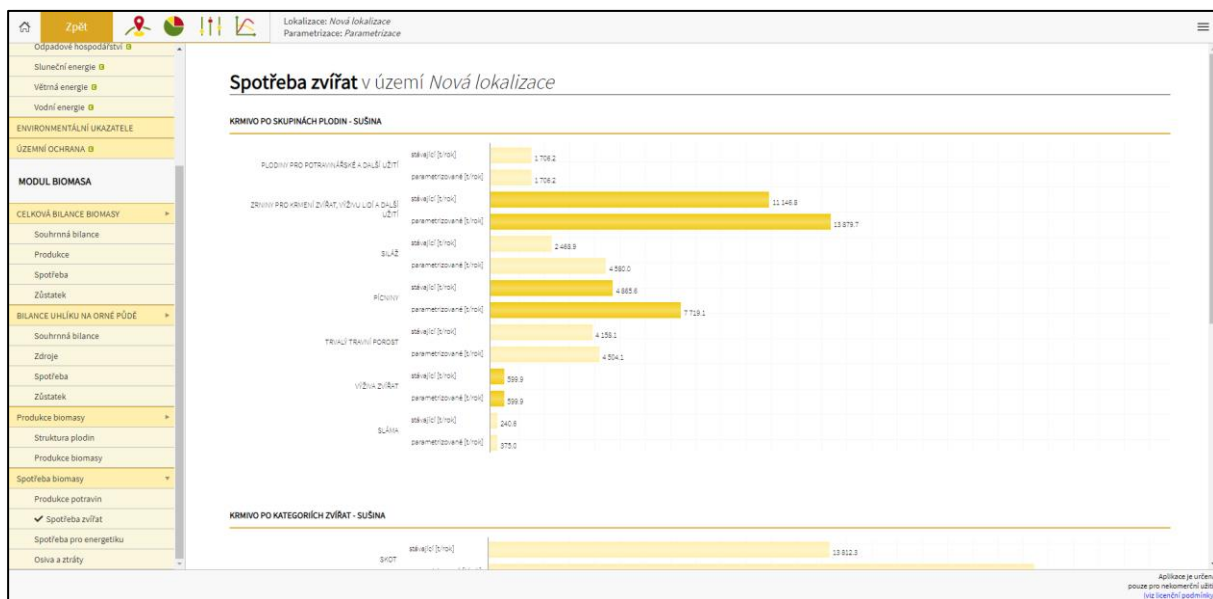 Zpět
Lokalizace: Nová lokalizace
Parametrizace: Parametrizace
Odpadové hospodářství
Sluneční energie
Větrná energie
Vodní energie
ENVIRONMENTÁLNÍ UKAZATELE
ÚZEMNÍ OCHRANA
MODUL BIOMASA
CELKOVÁ BILANCE BIOMASY
Souhrnná bilance
Produkce
Spotřeba
Zůstatek
BILANCE UHLÍKU NA ORNÉ PŮDĚ
Souhrnná bilance
Zdroje
Spotřeba
Zůstatek
Produkce biomasy
Struktura plodin
Produkce biomasy
Spotřeba biomasy
Produkce potravin
Spotřeba zvířat
Spotřeba pro energetiku
Osiva a ztráty
Spotřeba zvířat v území Nová lokalizace
KRMIVO PO SKUPINÁCH PLODIN - SUŠINA
PLODINY PRO POTRAVINÁŘSKÉ A DALŠÍ UŽITÍ
stávající [t/rok] 1 706.2
parametrizované [t/rok] 1 706.2
ZRNINY PRO KRMENÍ ZVÍŘAT, VÝŽIVU LIDÍ A DALŠÍ
UŽITÍ
stávající [t/rok] 11 146.8
parametrizované [t/rok] 13 879.7
SILÁŽ
stávající [t/rok] 2 468.9
parametrizované [t/rok] 4 580.0
PÍCNINY
stávající [t/rok] 4 865.6
parametrizované [t/rok] 7 719.1
TRVALÍ TRAVNÍ POROST
stávající [t/rok] 4 158.1
parametrizované [t/rok] 4 504.1
VÝŽIVA ZVÍŘAT
stávající [t/rok] 599.9
parametrizované [t/rok] 599.9
SLÁMA
stávající [t/rok] 240.8
parametrizované [t/rok] 375.0
KRMIVO PO KATEGORIÍCH ZVÍŘAT - SUŠINA
SKOT
stávající [t/rok] 13 812.3
Aplikace je určen
pouze pro nekomerční užití
(viz licenční podmínky